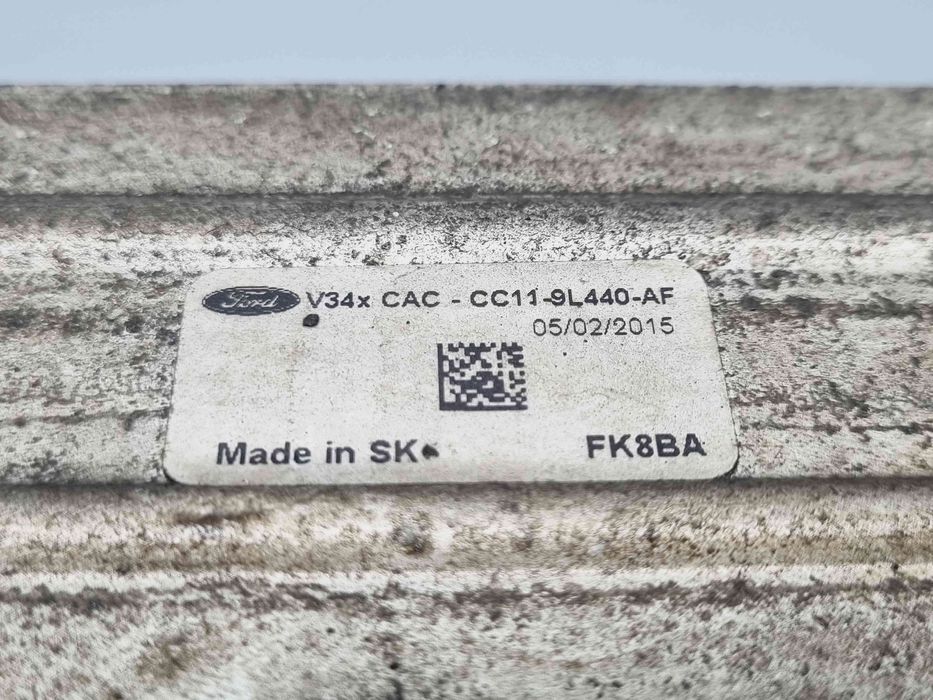 Ford V34x CAC - CC11-9L440-AF
05/02/2015
Made in SK
FK8BA